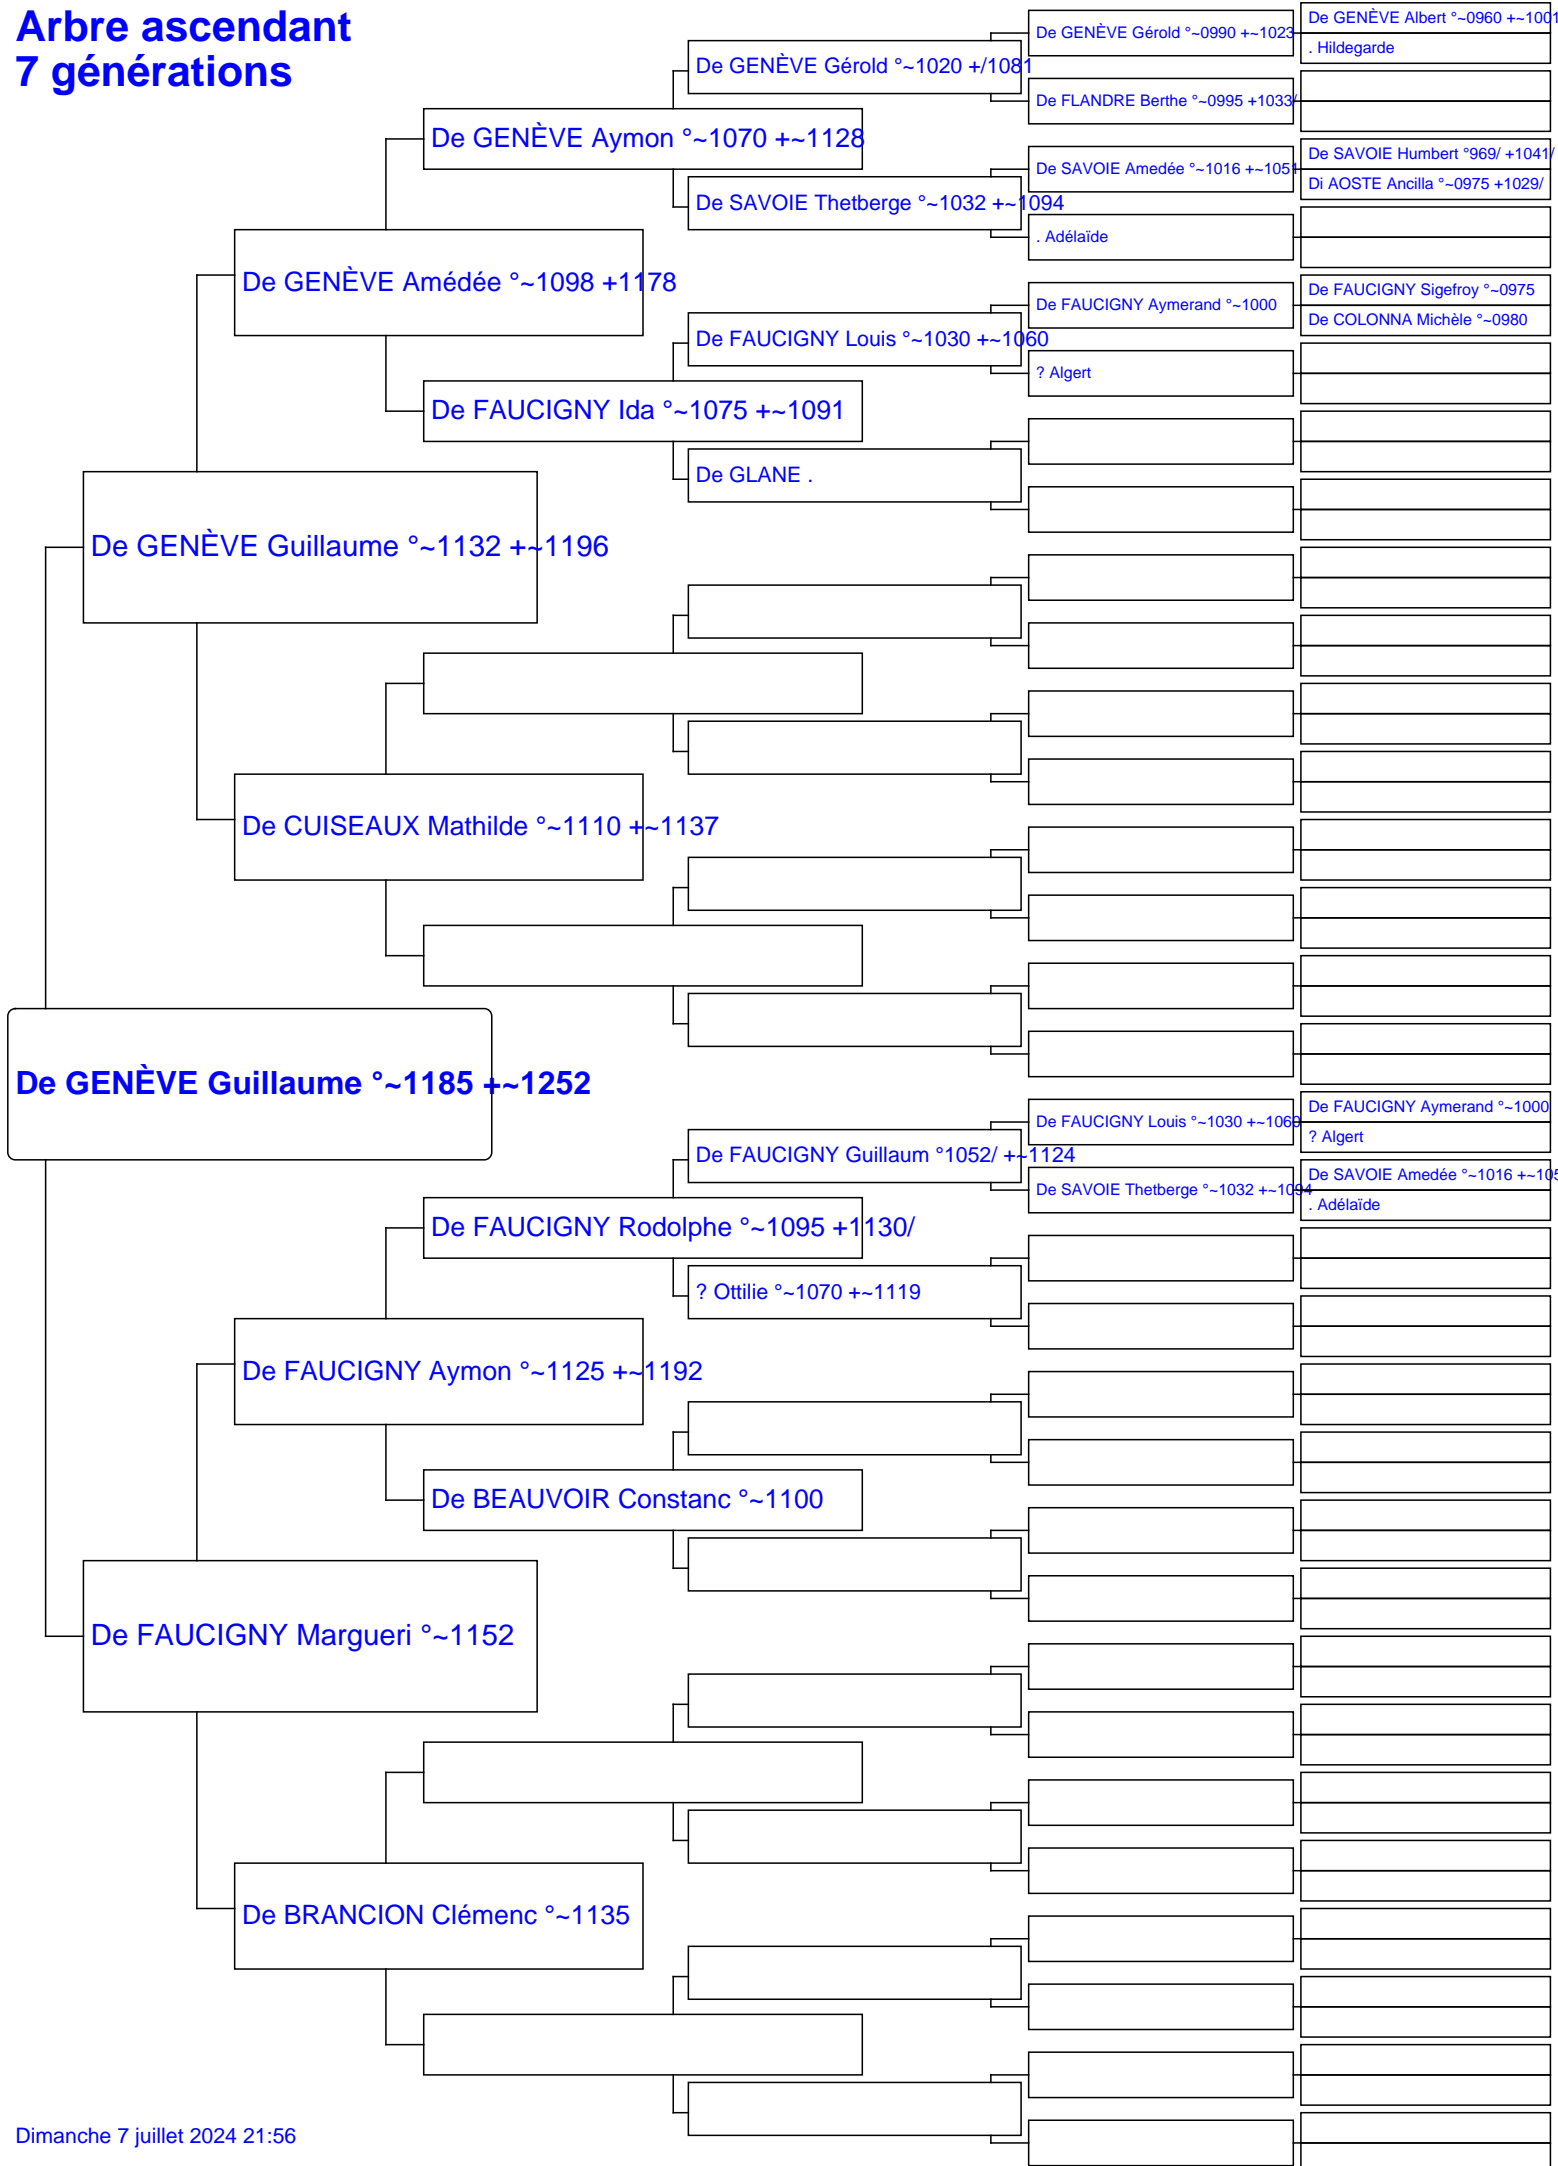 Arbre ascendant
7 générations
De GENÈVE Guillaume °~1185 +~1252
De GENÈVE Guillaume °~1132 +~1196
De FAUCIGNY Margueri °~1152
De GENÈVE Amédée °~1098 +1178
De CUISEAUX Mathilde °~1110 +~1137
De FAUCIGNY Aymon °~1125 +~1192
De BRANCION Clémenc °~1135
De GENÈVE Aymon °~1070 +~1128
De FAUCIGNY Ida °~1075 +~1091
De FAUCIGNY Rodolphe °~1095 +1130/
De BEAUVOIR Constanc °~1100
De GENÈVE Gérold °~1020 +/1081
De SAVOIE Thetberge °~1032 +~1094
De FAUCIGNY Louis °~1030 +~1060
De GLANE .
De FAUCIGNY Guillaum °1052/ +~1124
? Ottilie °~1070 +~1119
De GENÈVE Gérold °~0990 +~1023
De FLANDRE Berthe °~0995 +1033/
De SAVOIE Amedée °~1016 +~1051
. Adélaïde
De FAUCIGNY Aymerand °~1000
? Algert
De FAUCIGNY Louis °~1030 +~1060
De SAVOIE Thetberge °~1032 +~1094
De GENÈVE Albert °~0960 +~1001
. Hildegarde
De SAVOIE Humbert °969/ +1041/
Di AOSTE Ancilla °~0975 +1029/
De FAUCIGNY Sigefroy °~0975
De COLONNA Michèle °~0980
De FAUCIGNY Aymerand °~1000
? Algert
De SAVOIE Amedée °~1016 +~105
. Adélaïde
Dimanche 7 juillet 2024 21:56